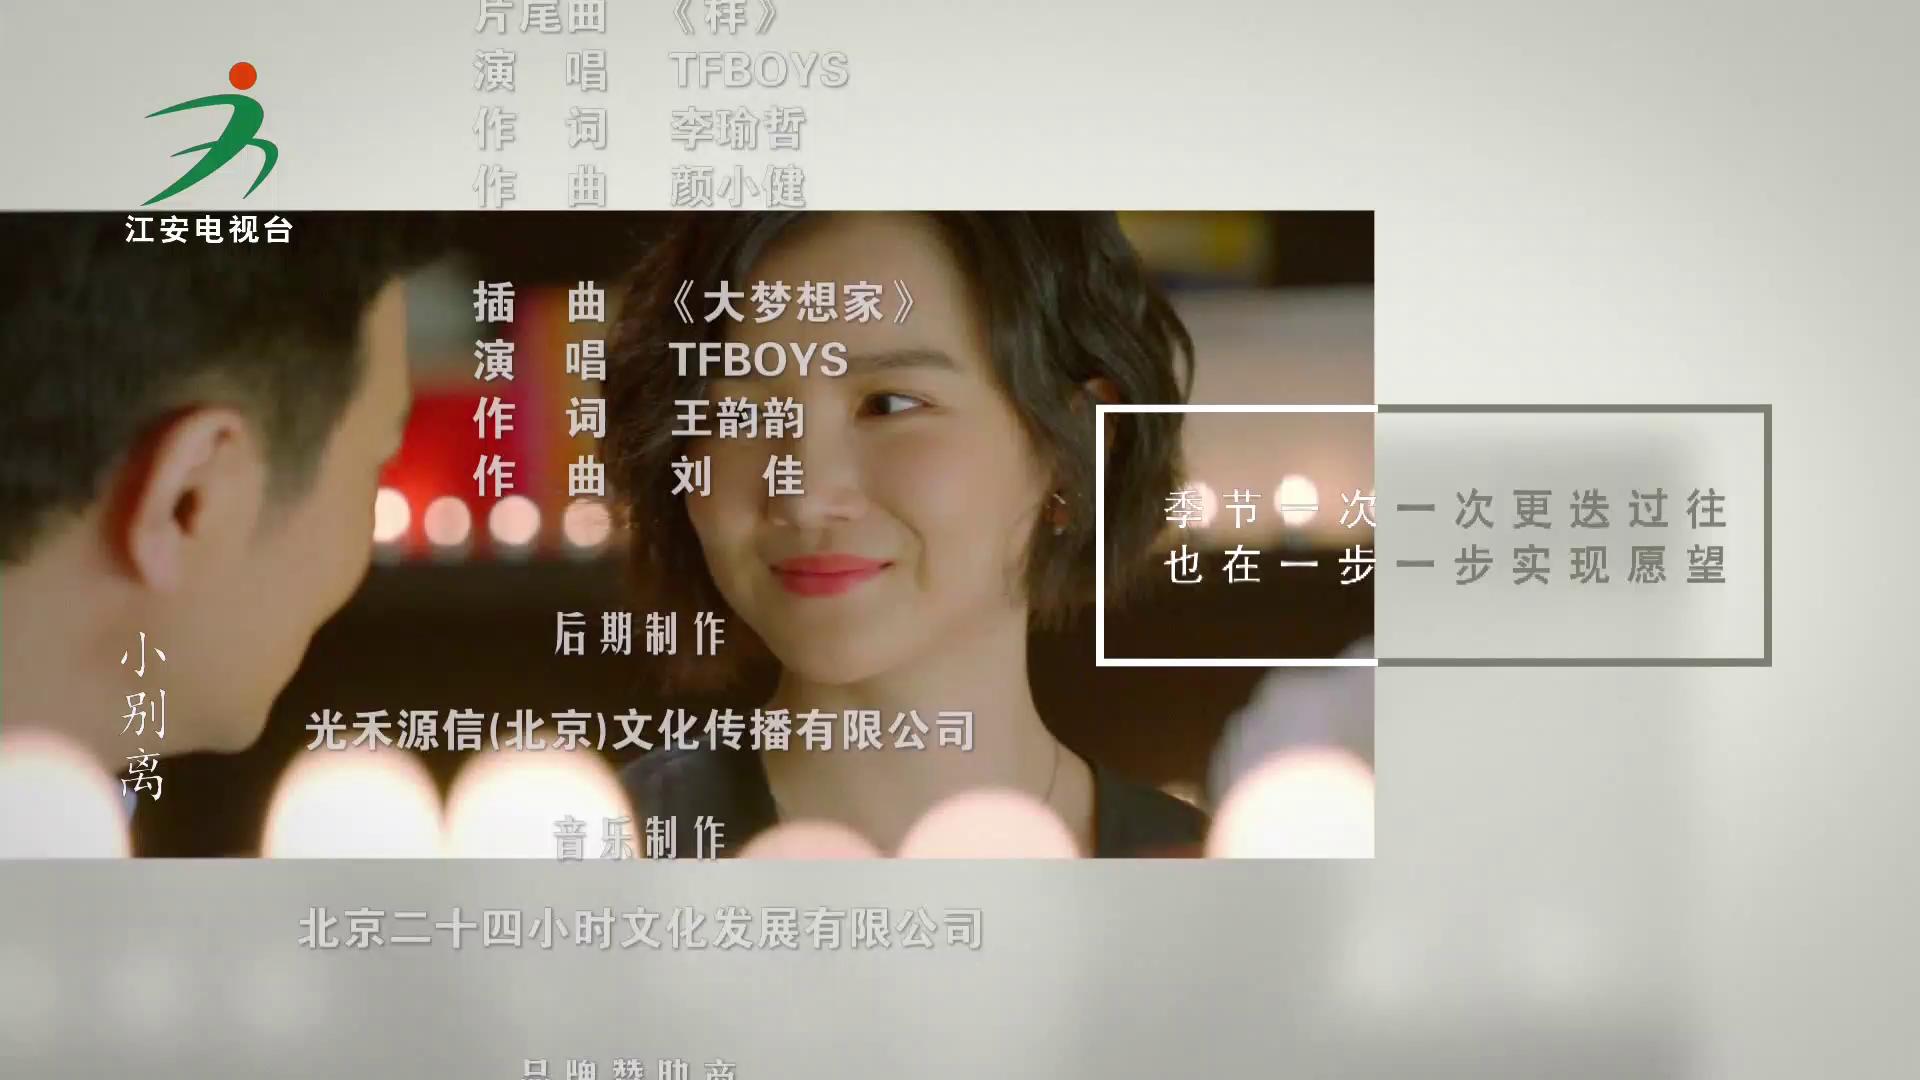 片尾曲 《样》
演 唱 TFBOYS
作 词 李瑜哲
作 曲 颜小健
江安电视台
插 曲 《大梦想家》
演 唱 TFBOYS
作 词 王韵韵
作 曲 刘 佳
季节一次一次更迭过往
也在一步一步实现愿望
后期制作
小别离
光禾源信(北京)文化传播有限公司
音乐制作
北京二十四小时文化发展有限公司
品牌赞助商